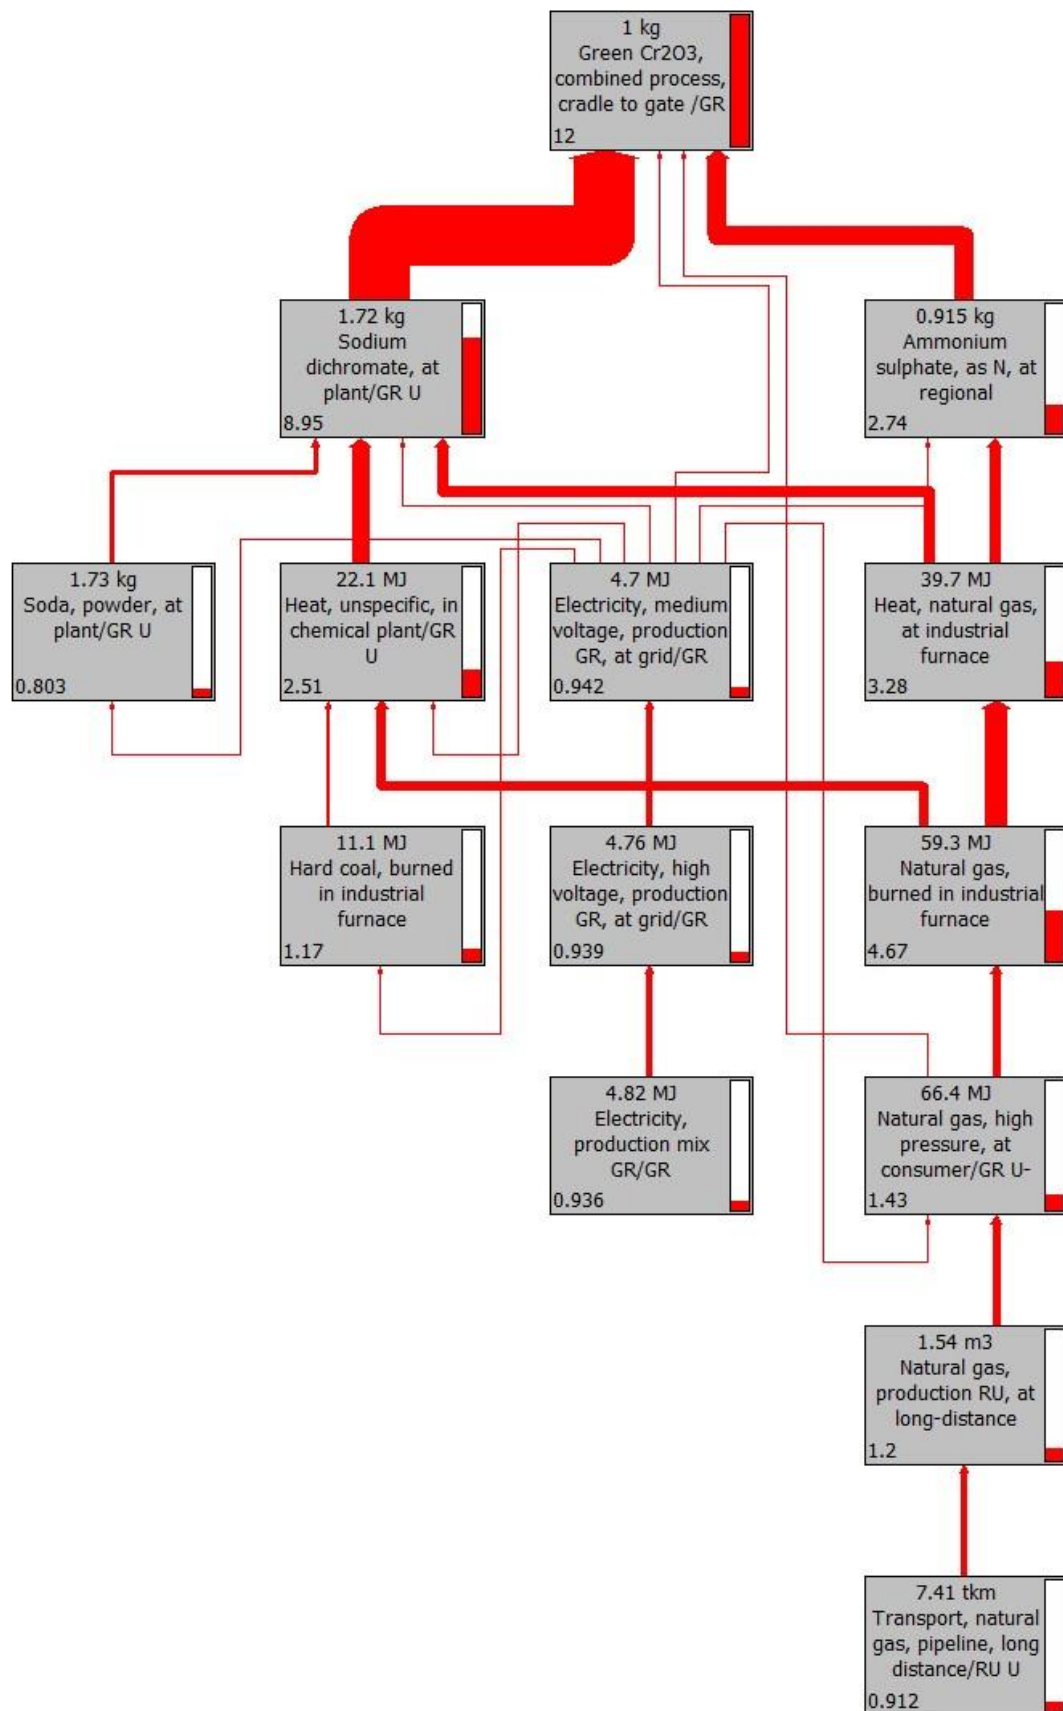 1 kg
Green Cr2O3,
combined process,
cradle to gate /GR
12
1.72 kg
Sodium
dichromate, at
plant/GR U
8.95
0.915 kg
Ammonium
sulphate, as N, at
regional
2.74
1.73 kg
Soda, powder, at
plant/GR U
0.803
22.1 MJ
Heat, unspecific, in
chemical plant/GR
U
2.51
4.7 MJ
Electricity, medium
voltage, production
GR, at grid/GR
0.942
39.7 MJ
Heat, natural gas,
at industrial
furnace
3.28
11.1 MJ
Hard coal, burned
in industrial
furnace
1.17
4.76 MJ
Electricity, high
voltage, production
GR, at grid/GR
0.939
59.3 MJ
Natural gas,
burned in industrial
furnace
4.67
4.82 MJ
Electricity,
production mix
GR/GR
0.936
66.4 MJ
Natural gas, high
pressure, at
consumer/GR U-
1.43
1.54 m3
Natural gas,
production RU, at
long-distance
1.2
7.41 tkm
Transport, natural
gas, pipeline, long
distance/RU U
0.912